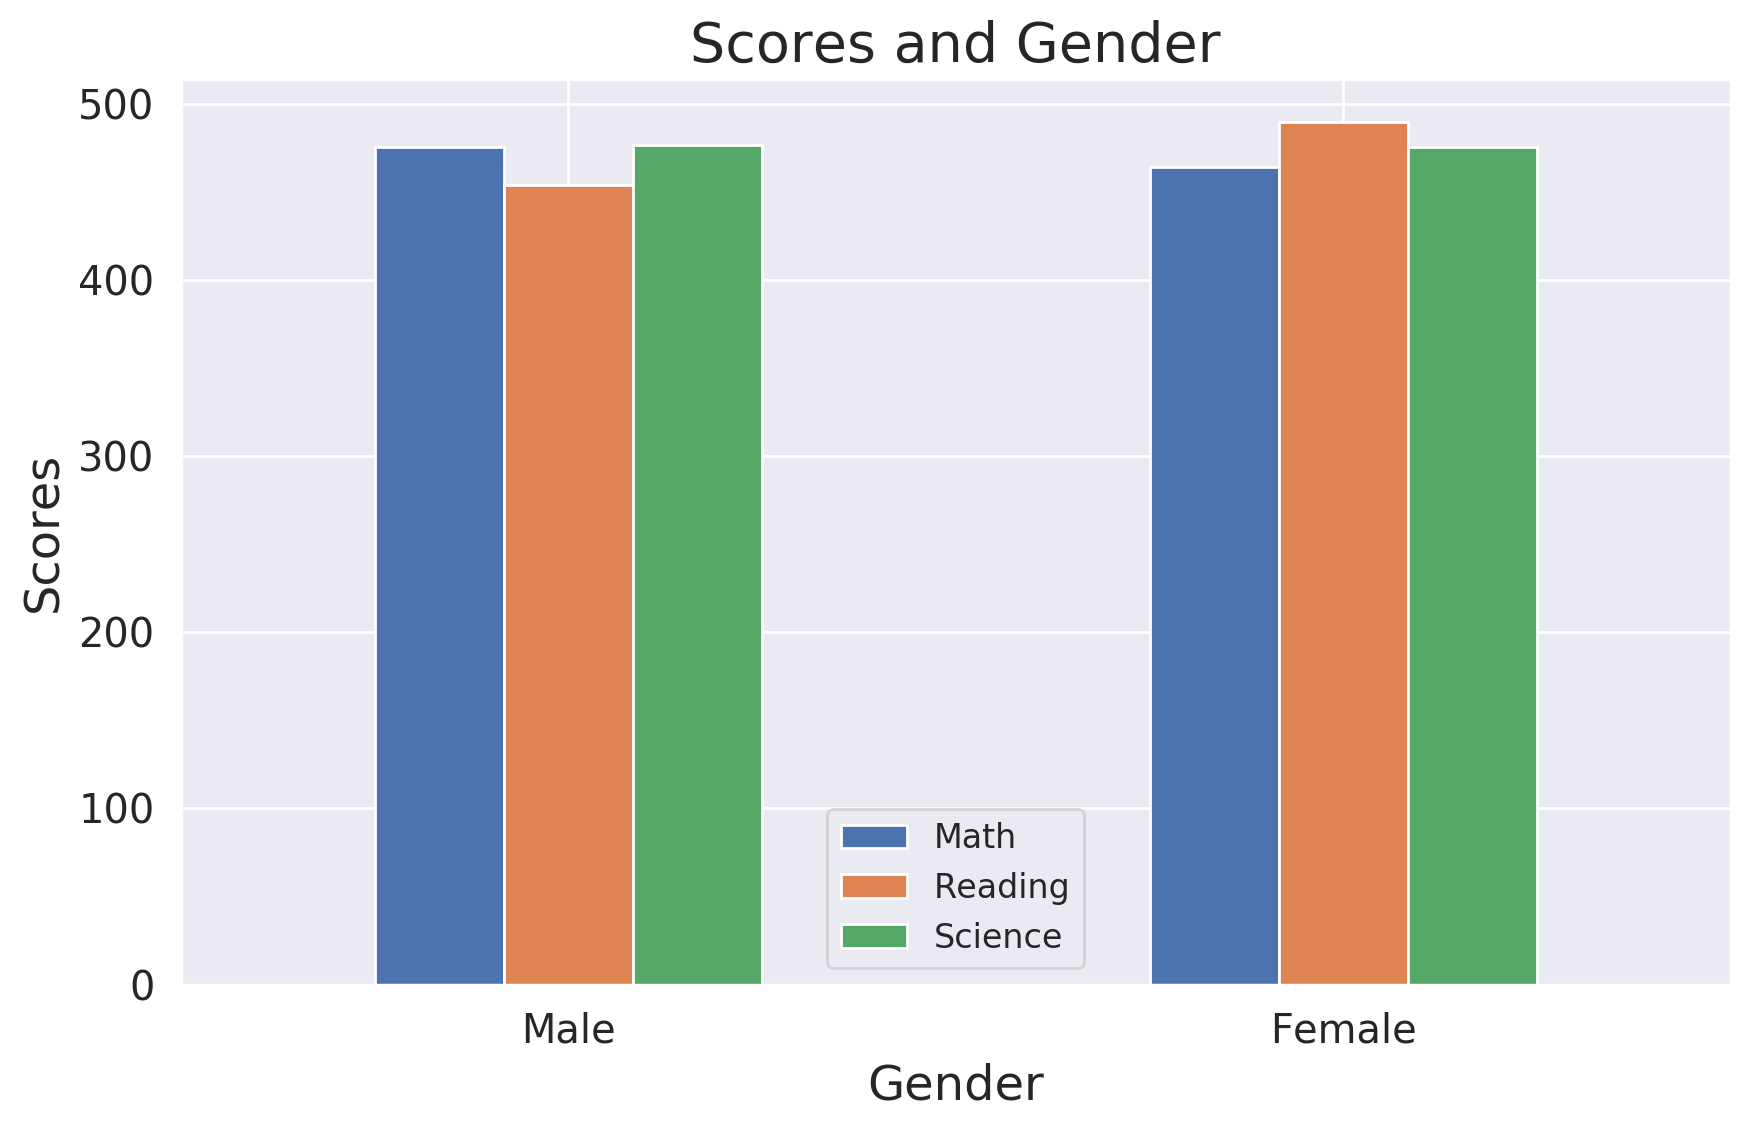 Scores and Gender
500
400
300
200
100
0
Scores
Math
Reading
Science
Male
Female
Gender